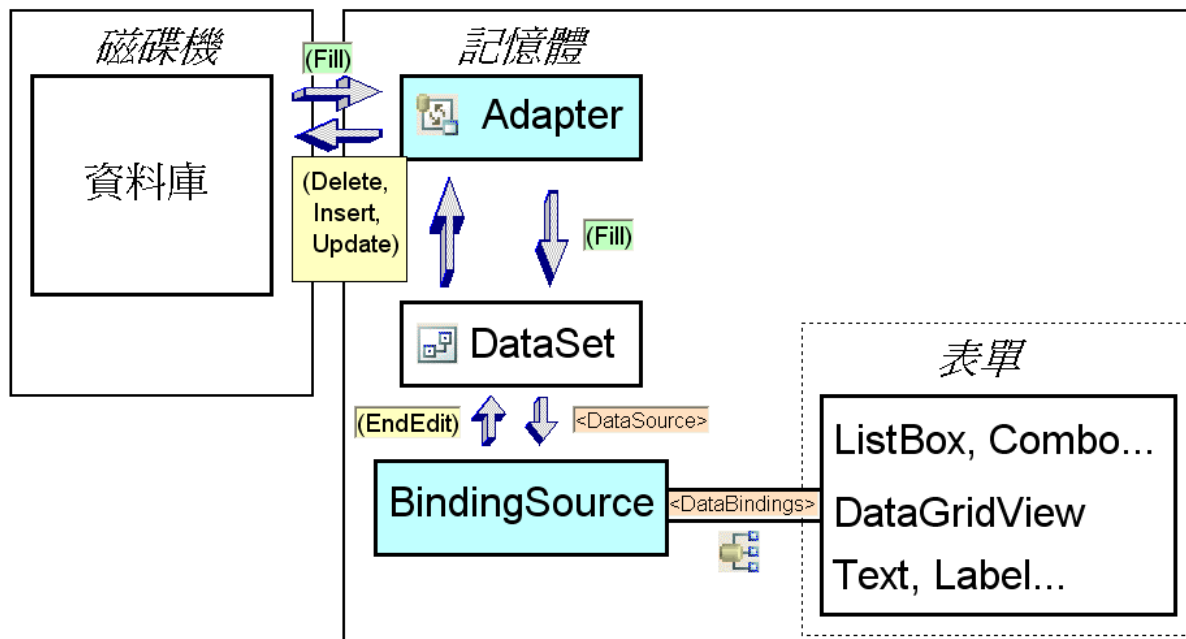 磁碟機
記憶體
(Fill)
Adapter
資料庫
(Delete,
Insert,
Update)
(Fill)
DataSet
表單
(EndEdit)
<DataSource>
ListBox, Combo...
BindingSource
<DataBindings>
DataGridView
Text, Label...